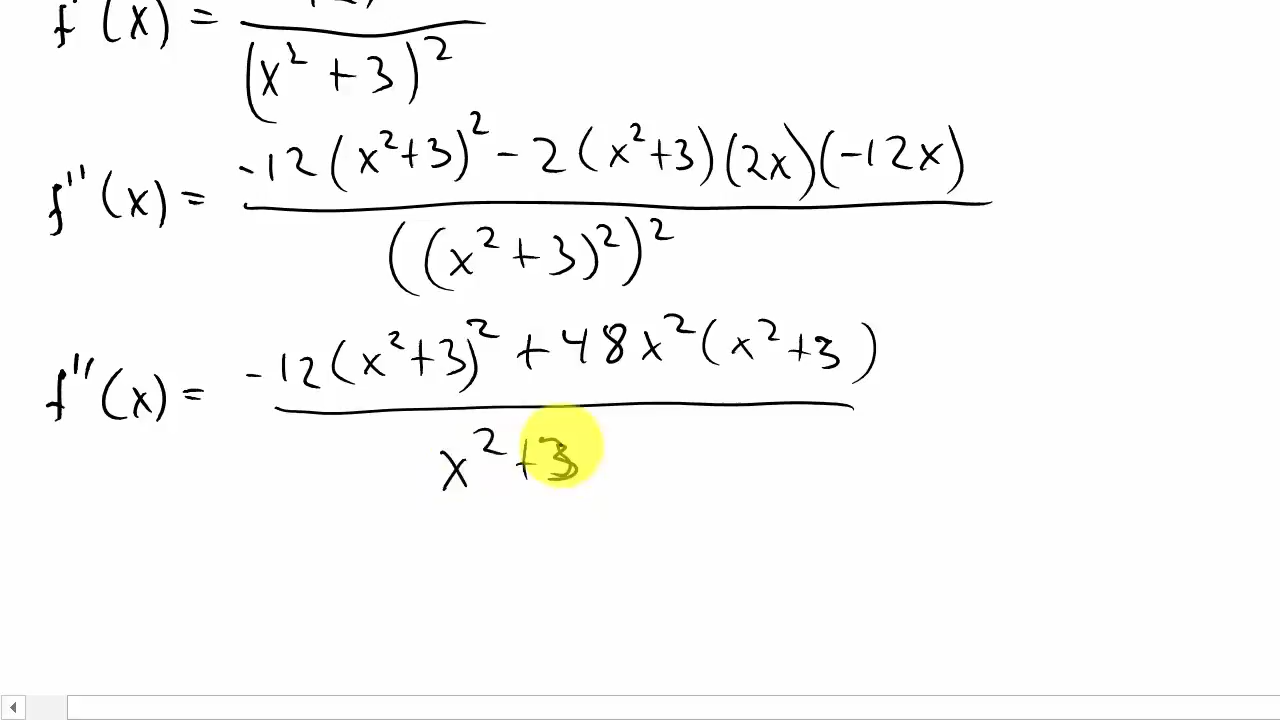 f'(x) =
(x² + 3)²
-12(x²+3)² - 2(x²+3)(2x)(-12x)
f''(x) =
((x² + 3)²)²
-12(x²+3)² + 48x²(x²+3)
f''(x) =
x² + 3